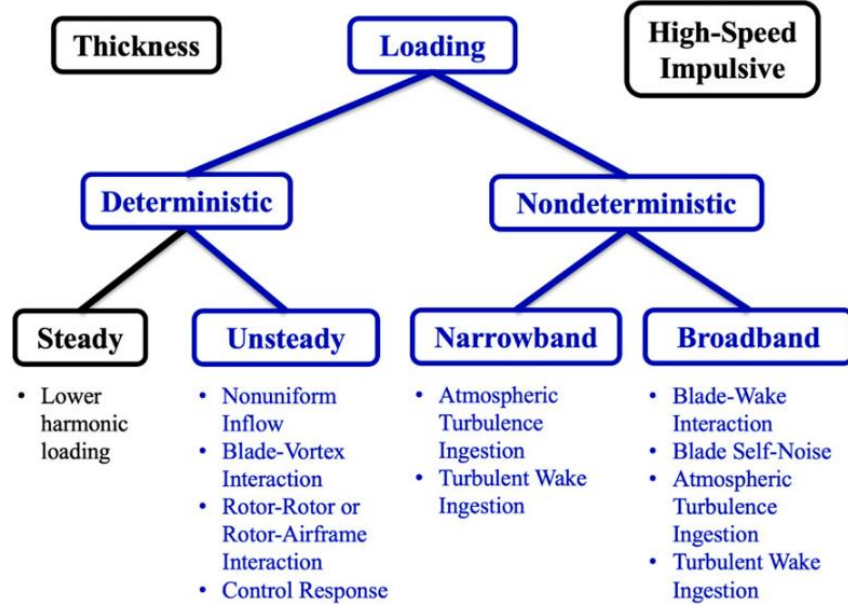 Thickness
Loading
High-Speed
Impulsive
Deterministic
Nondeterministic
Steady
Unsteady
Narrowband
Broadband
• Lower
harmonic
loading
• Nonuniform
Inflow
• Blade-Vortex
Interaction
• Rotor-Rotor or
Rotor-Airframe
Interaction
• Control Response
• Atmospheric
Turbulence
Ingestion
• Turbulent Wake
Ingestion
• Blade-Wake
Interaction
• Blade Self-Noise
• Atmospheric
Turbulence
Ingestion
• Turbulent Wake
Ingestion